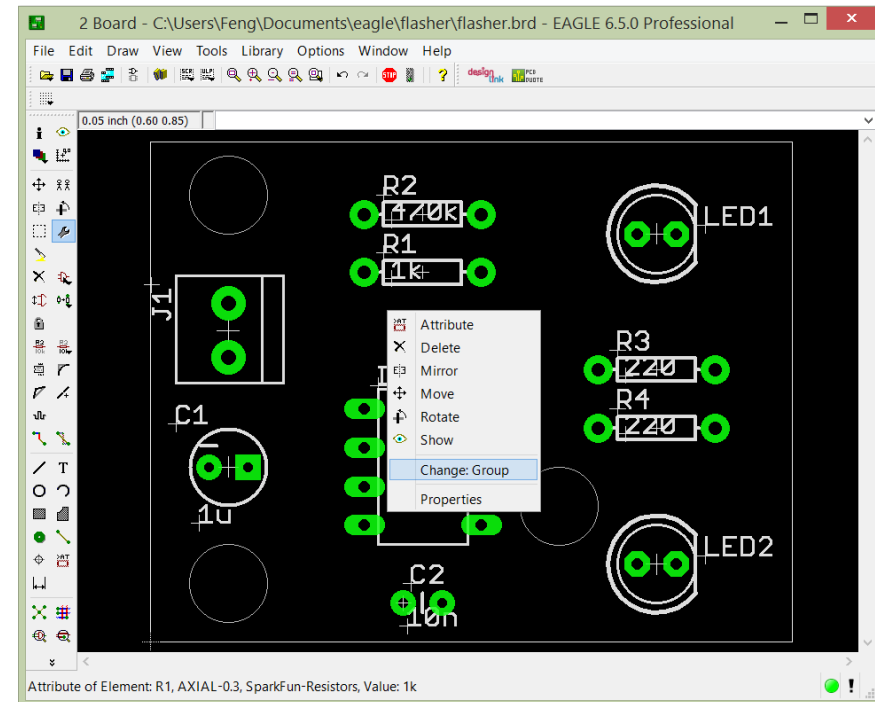 2 Board - C:\Users\Feng\Documents\eagle\flasher\flasher.brd - EAGLE 6.5.0 Professional
File Edit Draw View Tools Library Options Window Help
design link
0.05 inch (0.60 0.85)
R2
470k
R1
1k
LED1
J1
Attribute
Delete
Mirror
Move
Rotate
Show
Change: Group
Properties
R3
220
R4
220
C1
1u
LED2
C2
10n
Attribute of Element: R1, AXIAL-0.3, SparkFun-Resistors, Value: 1k